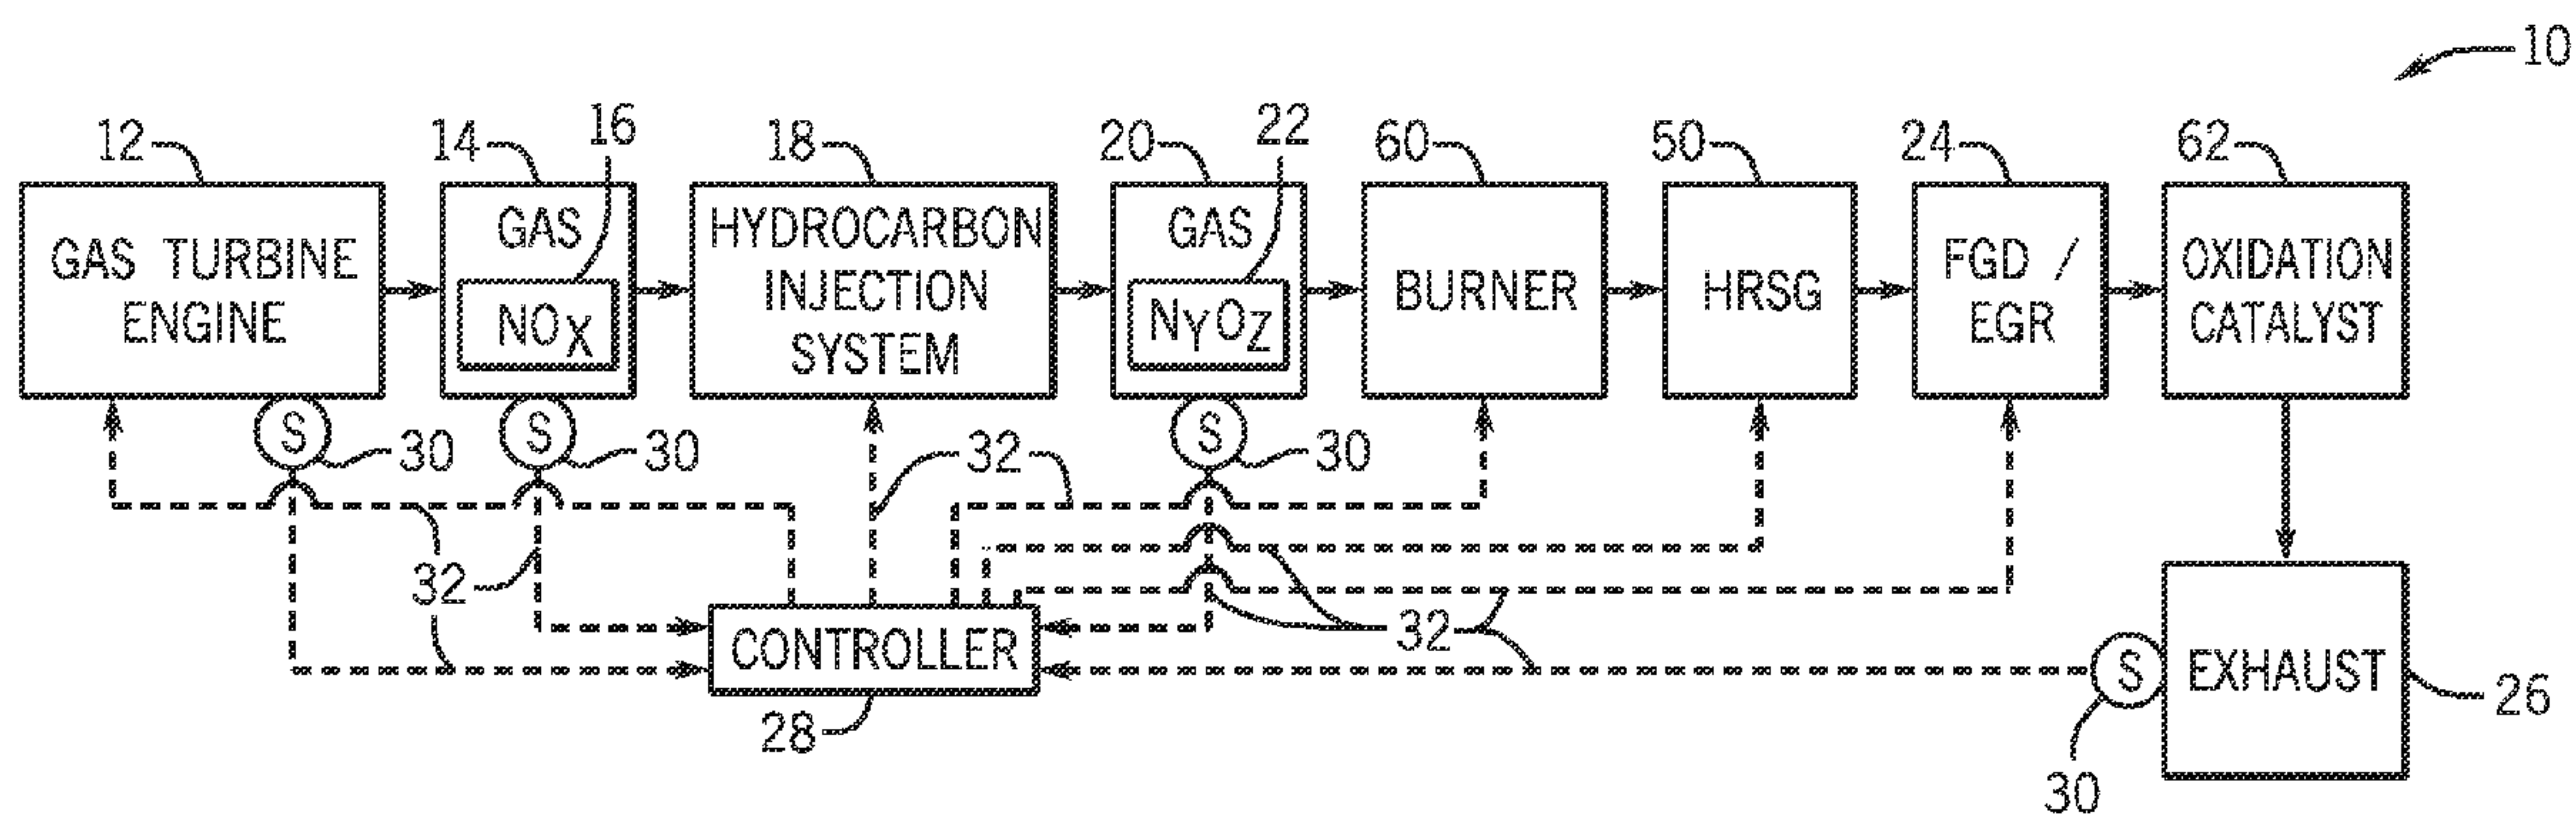 10
12
14
16
18
20
22
60
50
24
62
GAS TURBINE
ENGINE
GAS
NOX
HYDROCARBON
INJECTION
SYSTEM
GAS
NYOZ
BURNER
HRSG
FGD /
EGR
OXIDATION
CATALYST
S
30
S
30
32
S
30
32
32
CONTROLLER
28
S
30
EXHAUST
26